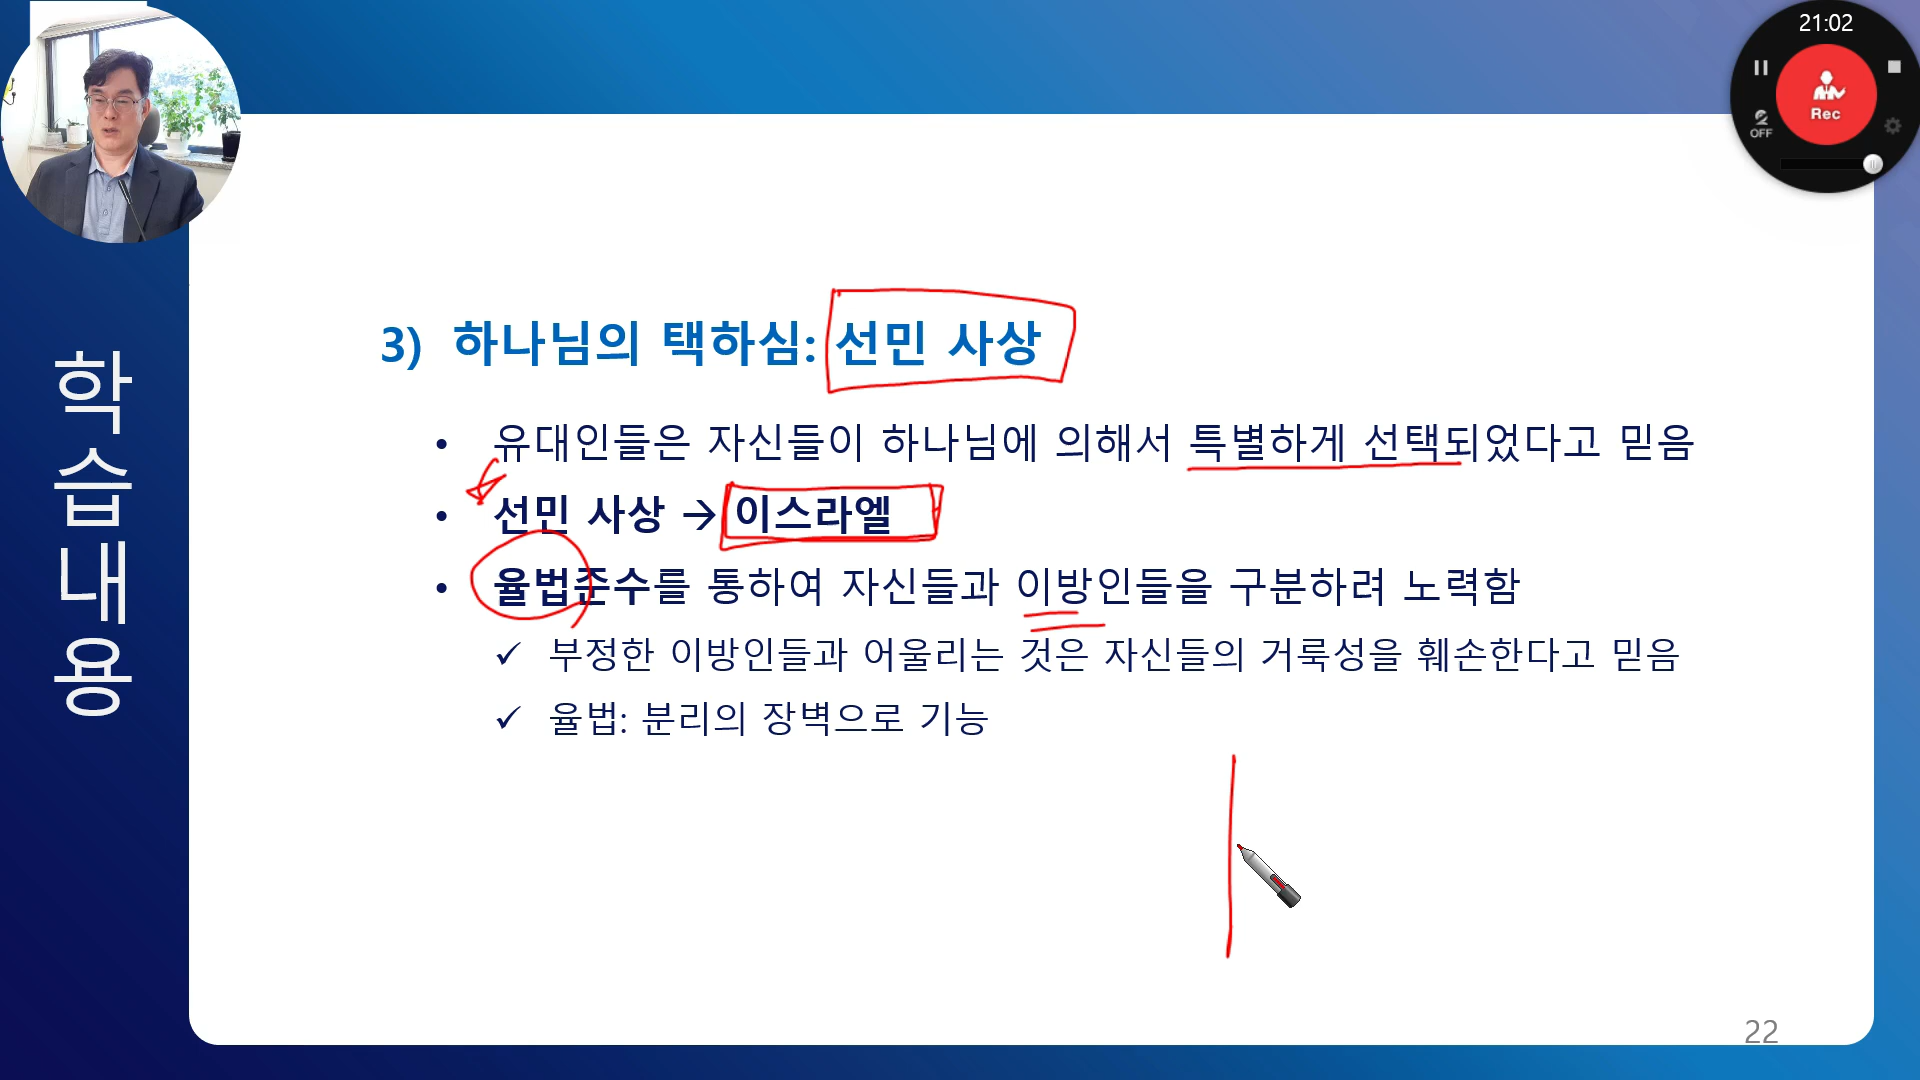 21:02
Rec
OFF
학습내용
3) 하나님의 택하심: 선민 사상
• 유대인들은 자신들이 하나님에 의해서 특별하게 선택되었다고 믿음
• 선민 사상 → 이스라엘
• 율법준수를 통하여 자신들과 이방인들을 구분하려 노력함
✓ 부정한 이방인들과 어울리는 것은 자신들의 거룩성을 훼손한다고 믿음
✓ 율법: 분리의 장벽으로 기능
22